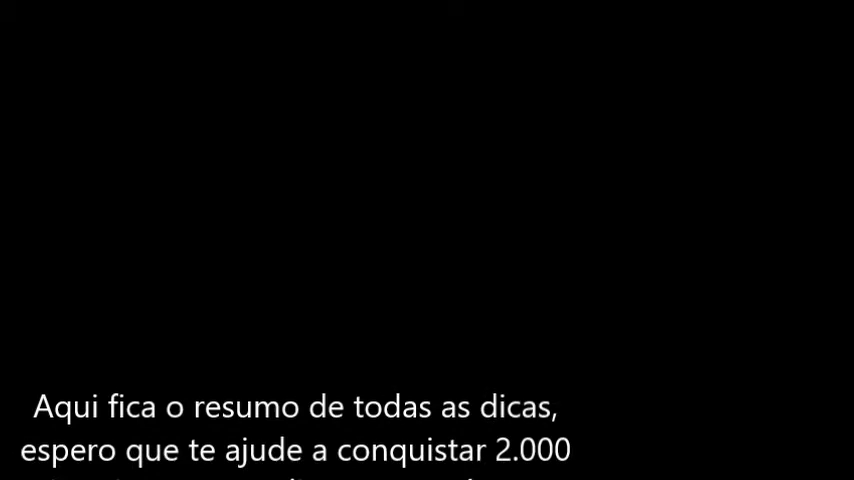 Aqui fica o resumo de todas as dicas,
espero que te ajude a conquistar 2.000